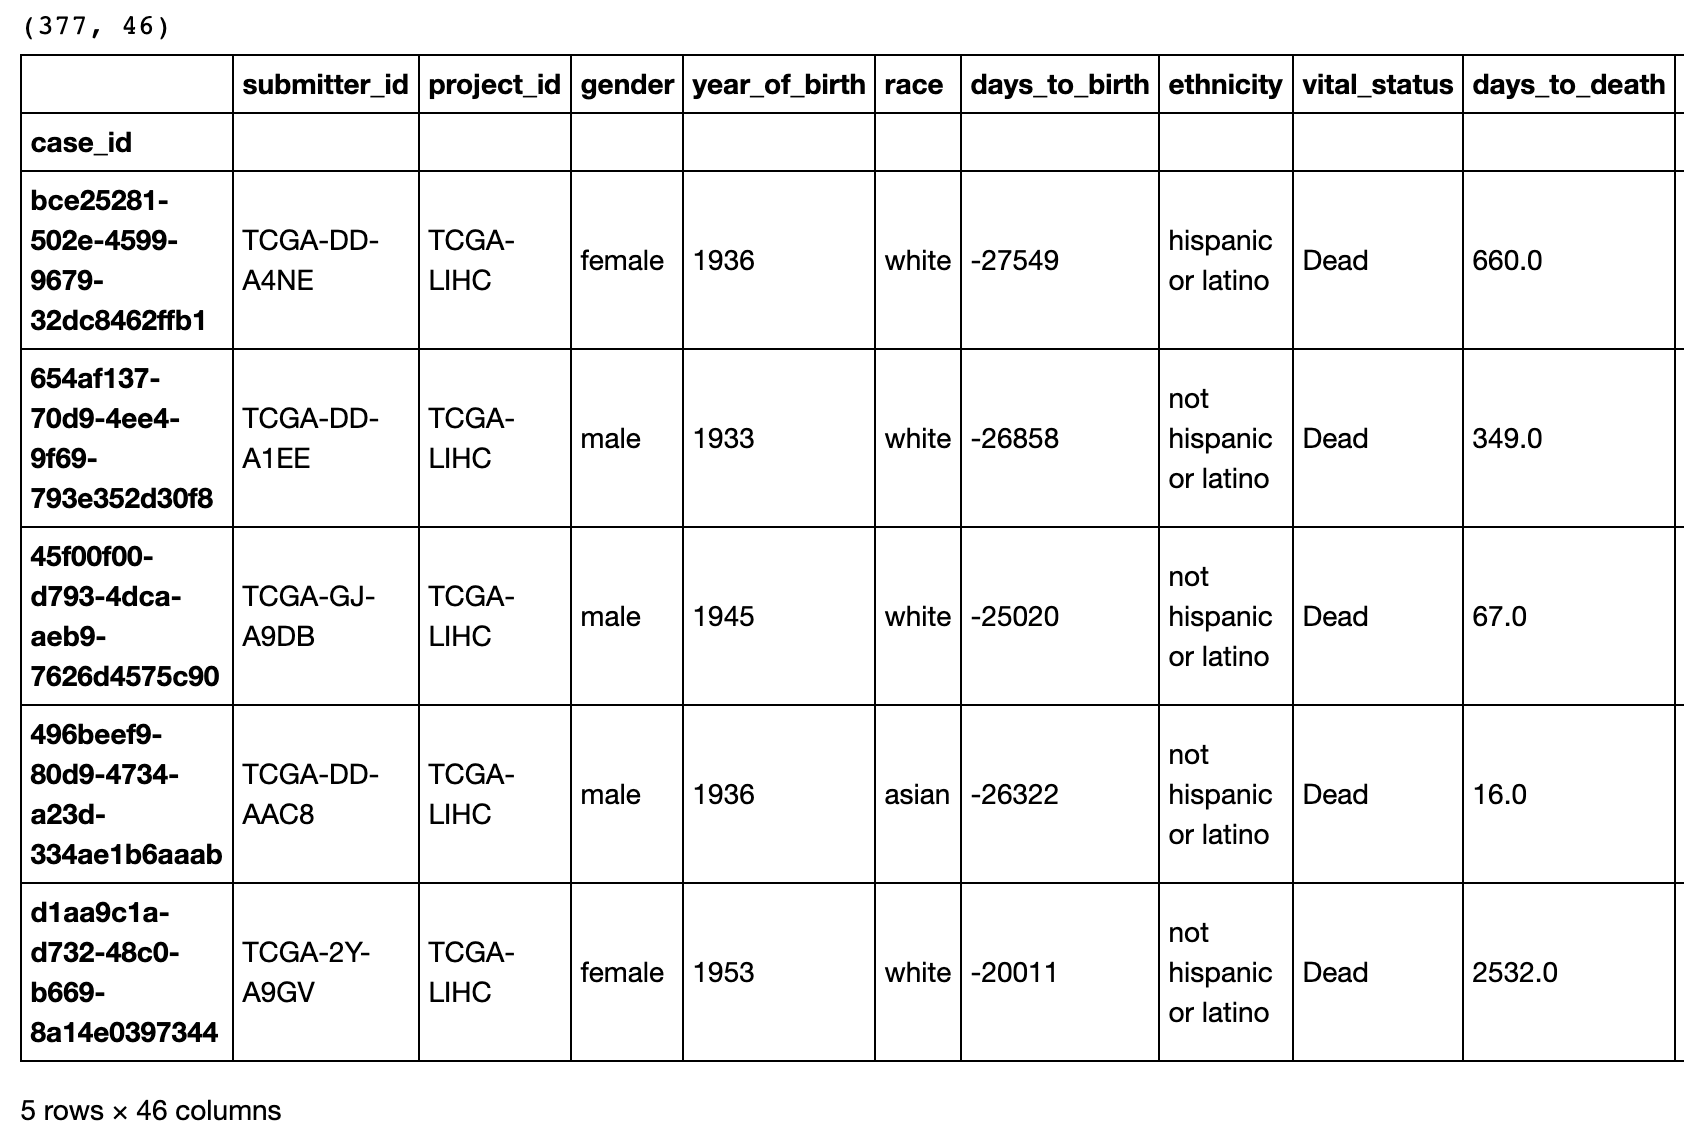 (377, 46)
submitter_id project_id gender year_of_birth race days_to_birth ethnicity vital_status days_to_death
case_id
bce25281-
502e-4599-
9679-
32dc8462ffb1
TCGA-DD-
A4NE
TCGA-
LIHC
female
1936
white
-27549
hispanic
or latino
Dead
660.0
654af137-
70d9-4ee4-
9f69-
793e352d30f8
TCGA-DD-
A1EE
TCGA-
LIHC
male
1933
white
-26858
not
hispanic
or latino
Dead
349.0
45f00f00-
d793-4dca-
aeb9-
7626d4575c90
TCGA-GJ-
A9DB
TCGA-
LIHC
male
1945
white
-25020
not
hispanic
or latino
Dead
67.0
496beef9-
80d9-4734-
a23d-
334ae1b6aaab
TCGA-DD-
AAC8
TCGA-
LIHC
male
1936
asian
-26322
not
hispanic
or latino
Dead
16.0
d1aa9c1a-
d732-48c0-
b669-
8a14e0397344
TCGA-2Y-
A9GV
TCGA-
LIHC
female
1953
white
-20011
not
hispanic
or latino
Dead
2532.0
5 rows × 46 columns